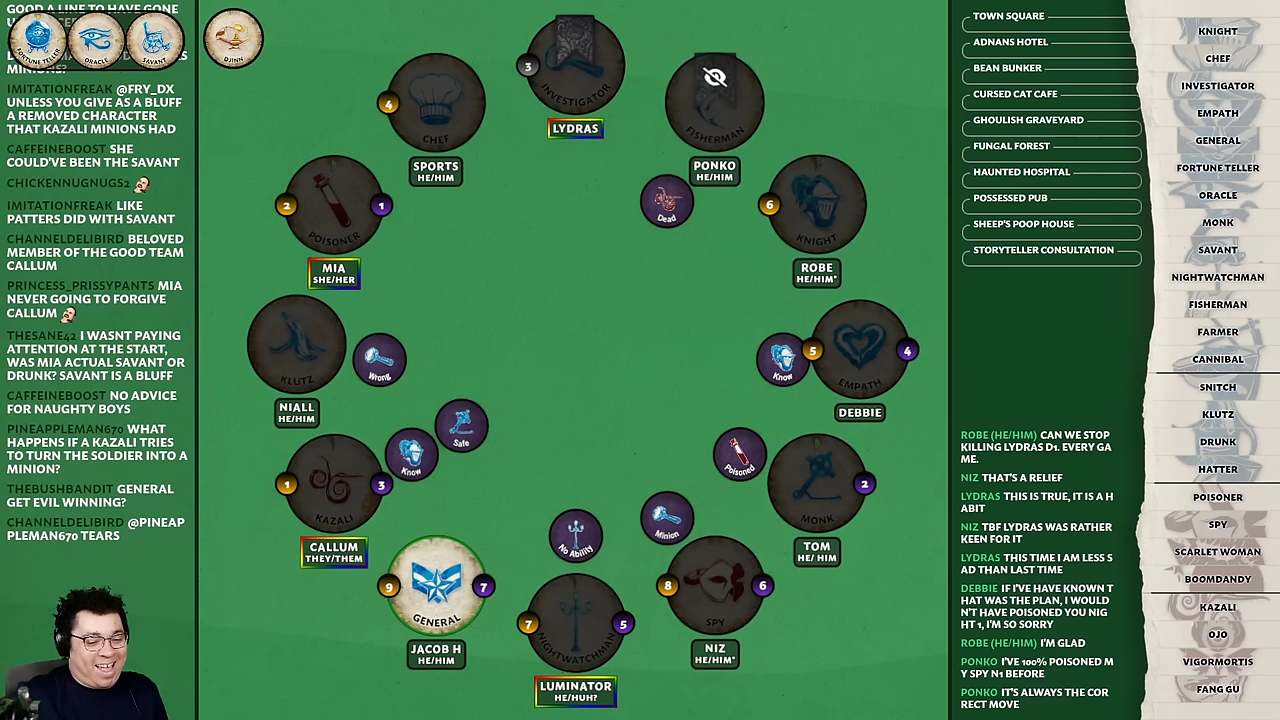 GOOD A LINE TO HAVE GONE
MINIONS?
IMITATIONFREAK @FRY_DX
UNLESS YOU GIVE AS A BLUFF
A REMOVED CHARACTER
THAT KAZALI MINIONS HAD
CAFFEINEBOOST SHE
COULD'VE BEEN THE SAVANT
CHICKENNUGNUGS2
IMITATIONFREAK LIKE
PATTERS DID WITH SAVANT
CHANNELDELIBIRD BELOVED
MEMBER OF THE GOOD TEAM
CALLUM
PRINCESS_PRISSYPANTS MIA
NEVER GOING TO FORGIVE
CALLUM
THESANE42 I WASNT PAYING
ATTENTION AT THE START,
WAS MIA ACTUAL SAVANT OR
DRUNK? SAVANT IS A BLUFF
CAFFEINEBOOST NO ADVICE
FOR NAUGHTY BOYS
PINEAPPLEMAN670 WHAT
HAPPENS IF A KAZALI TRIES
TO TURN THE SOLDIER INTO A
MINION?
THEBUSHBANDIT GENERAL
GET EVIL WINNING?
CHANNELDELIBIRD @PINEAP
PLEMAN670 TEARS
FORTUNE TELLER
ORACLE
SAVANT
DJINN
3
INVESTIGATOR
LYDRAS
4
CHEF
SPORTS
HE/HIM
FISHERMAN
PONKO
HE/HIM
Dead
2
POISONER
1
MIA
SHE/HER
6
KNIGHT
ROBE
HE/HIM*
KLUTZ
Wrong
NIALL
HE/HIM
Know
5
EMPATH
4
DEBBIE
1
KAZALI
3
Know
Safe
CALLUM
THEY/THEM
Poisoned
MONK
2
TOM
HE/ HIM
9
GENERAL
7
JACOB H
HE/HIM
No Ability
7
NIGHTWATCHMAN
5
LUMINATOR
HE/HUH?
Minion
8
SPY
6
NIZ
HE/HIM*
TOWN SQUARE
ADNANS HOTEL
BEAN BUNKER
CURSED CAT CAFE
GHOULISH GRAVEYARD
FUNGAL FOREST
HAUNTED HOSPITAL
POSSESSED PUB
SHEEP'S POOP HOUSE
STORYTELLER CONSULTATION
ROBE (HE/HIM) CAN WE STOP
KILLING LYDRAS D1. EVERY GA
ME.
NIZ THAT'S A RELIEF
LYDRAS THIS IS TRUE, IT IS A H
ABIT
NIZ TBF LYDRAS WAS RATHER
KEEN FOR IT
LYDRAS THIS TIME I AM LESS S
AD THAN LAST TIME
DEBBIE IF I'VE HAVE KNOWN T
HAT WAS THE PLAN, I WOULD
N'T HAVE POISONED YOU NIG
HT 1, I'M SO SORRY
ROBE (HE/HIM) I'M GLAD
PONKO I'VE 100% POISONED M
Y SPY N1 BEFORE
PONKO IT'S ALWAYS THE COR
RECT MOVE
KNIGHT
CHEF
INVESTIGATOR
EMPATH
GENERAL
FORTUNE TELLER
ORACLE
MONK
SAVANT
NIGHTWATCHMAN
FISHERMAN
FARMER
CANNIBAL
SNITCH
KLUTZ
DRUNK
HATTER
POISONER
SPY
SCARLET WOMAN
BOOMDANDY
KAZALI
OJO
VIGORMORTIS
FANG GU